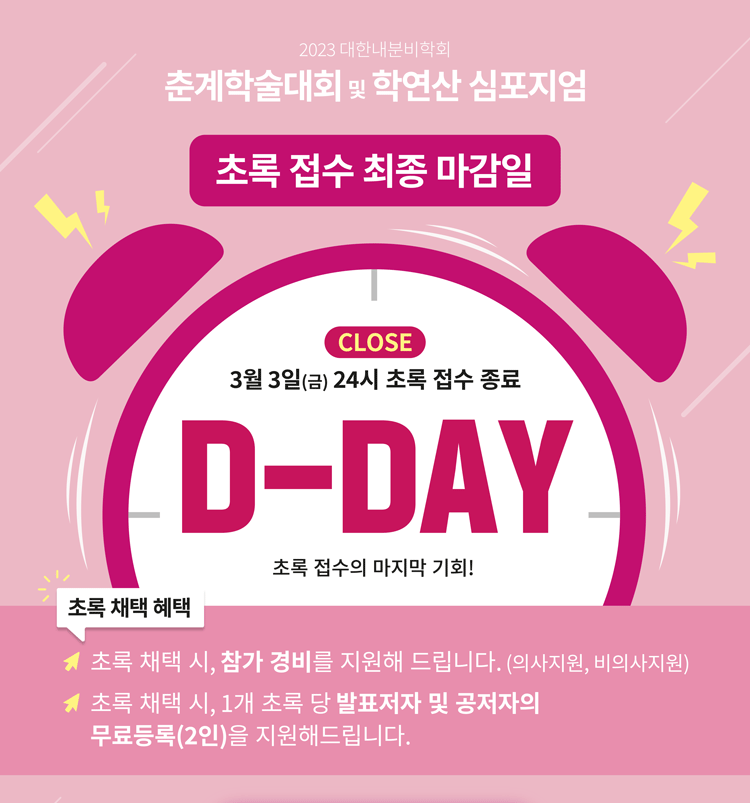 2023 대한내분비학회
춘계학술대회 및 학연산 심포지엄
초록 접수 최종 마감일
CLOSE
3월 3일(금) 24시 초록 접수 종료
D-DAY
초록 접수의 마지막 기회!
초록 채택 혜택
초록 채택 시, 참가 경비를 지원해 드립니다. (의사지원, 비의사지원)
초록 채택 시, 1개 초록 당 발표저자 및 공저자의
무료등록(2인)을 지원해드립니다.